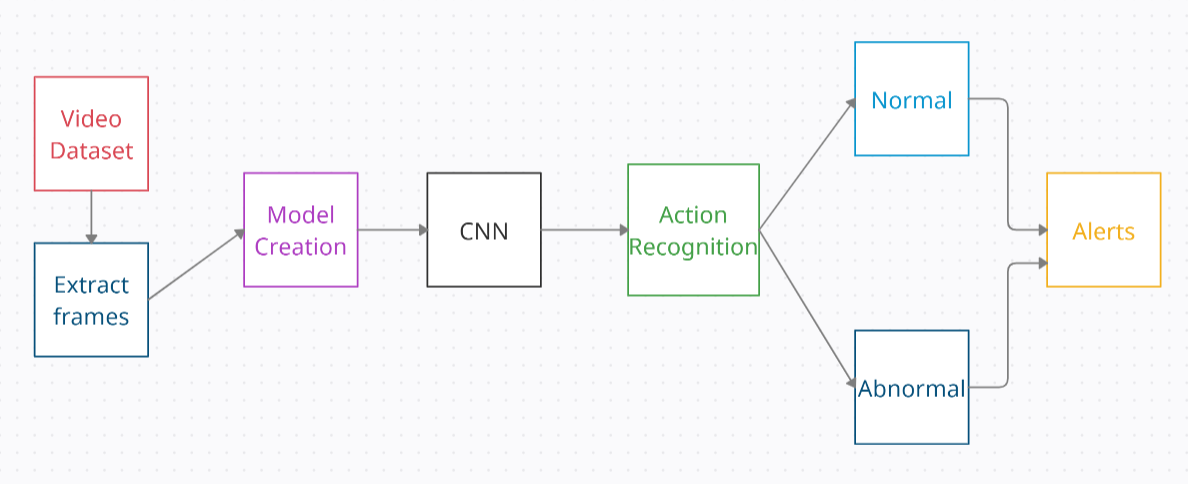 Video
Dataset
Extract
frames
Model
Creation
CNN
Action
Recognition
Normal
Abnormal
Alerts